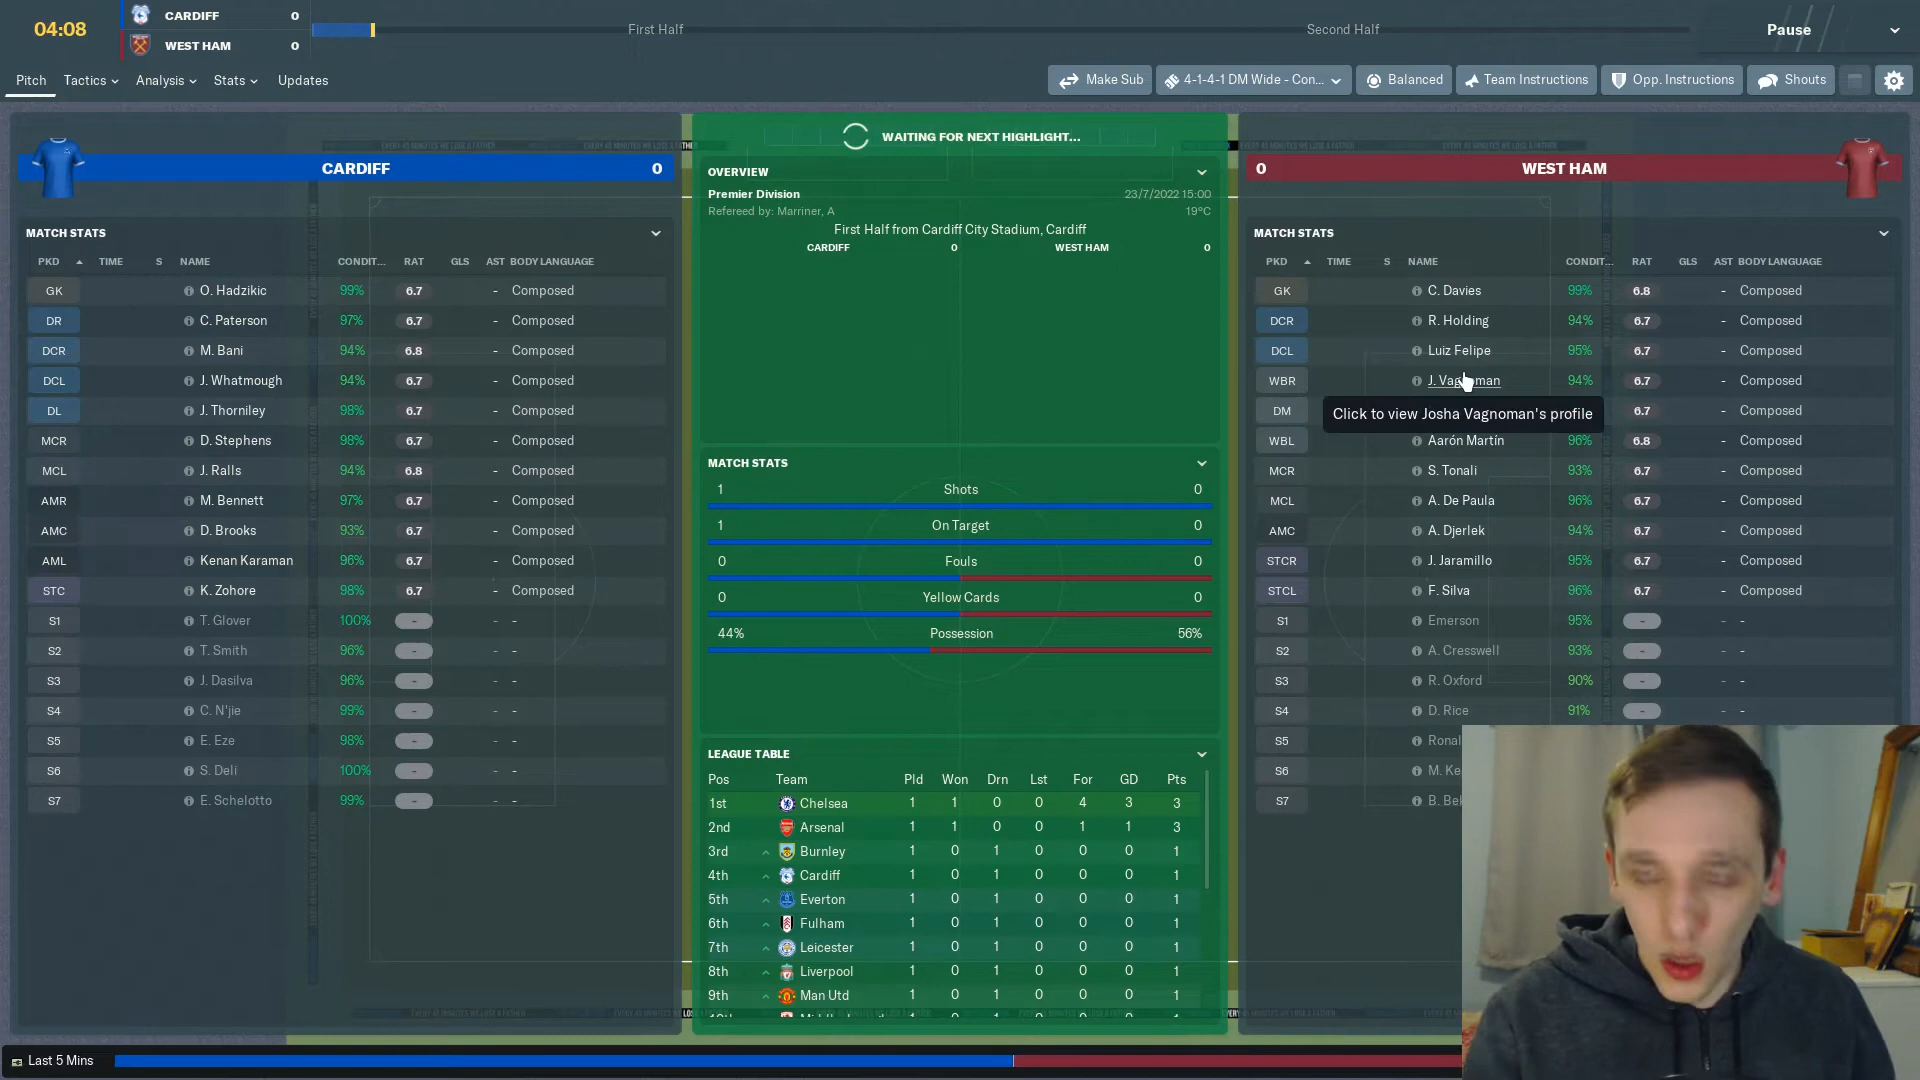 04:08
CARDIFF 0
WEST HAM 0
First Half
Second Half
Pause
Pitch Tactics Analysis Stats Updates
Make Sub 4-1-4-1 DM Wide - Con... Balanced Team Instructions Opp. Instructions Shouts
CARDIFF 0
MATCH STATS
PKD TIME S NAME CONDIT... RAT GLS AST BODY LANGUAGE
GK O. Hadzikic 99% 6.7 - Composed
DR C. Paterson 97% 6.7 - Composed
DCR M. Bani 94% 6.8 - Composed
DCL J. Whatmough 94% 6.7 - Composed
DL J. Thorniley 98% 6.7 - Composed
MCR D. Stephens 98% 6.7 - Composed
MCL J. Ralls 94% 6.8 - Composed
AMR M. Bennett 97% 6.7 - Composed
AMC D. Brooks 93% 6.7 - Composed
AML Kenan Karaman 96% 6.7 - Composed
STC K. Zohore 98% 6.7 - Composed
S1 T. Glover 100% - - -
S2 T. Smith 96% - - -
S3 J. Dasilva 96% - - -
S4 C. N'jie 99% - - -
S5 E. Eze 98% - - -
S6 S. Deli 100% - - -
S7 E. Schelotto 99% - - -
WAITING FOR NEXT HIGHLIGHT...
OVERVIEW
Premier Division 23/7/2022 15:00
Refereed by: Marriner, A 19°C
First Half from Cardiff City Stadium, Cardiff
CARDIFF 0 WEST HAM 0
MATCH STATS
1 Shots 0
1 On Target 0
0 Fouls 0
0 Yellow Cards 0
44% Possession 56%
LEAGUE TABLE
Pos Team Pld Won Drn Lst For GD Pts
1st Chelsea 1 1 0 0 4 3 3
2nd Arsenal 1 1 0 0 1 1 3
3rd Burnley 1 0 1 0 0 0 1
4th Cardiff 1 0 1 0 0 0 1
5th Everton 1 0 1 0 0 0 1
6th Fulham 1 0 1 0 0 0 1
7th Leicester 1 0 1 0 0 0 1
8th Liverpool 1 0 1 0 0 0 1
9th Man Utd 1 0 1 0 0 0 1
0 WEST HAM
MATCH STATS
PKD TIME S NAME CONDIT... RAT GLS AST BODY LANGUAGE
GK C. Davies 99% 6.8 - Composed
DCR R. Holding 94% 6.7 - Composed
DCL Luiz Felipe 95% 6.7 - Composed
WBR J. 94% 6.7 - Composed
Click to view Josha Vagnoman's profile
DM 6.7 - Composed
WBL Aarón Martín 96% 6.8 - Composed
MCR S. Tonali 93% 6.7 - Composed
MCL A. De Paula 96% 6.7 - Composed
AMC A. Djerlek 94% 6.7 - Composed
STCR J. Jaramillo 95% 6.7 - Composed
STCL F. Silva 96% 6.7 - Composed
S1 Emerson 95% - - -
S2 A. Cresswell 93% - - -
S3 R. Oxford 90% - - -
S4 D. Rice 91% - - -
S5
S6 M.
S7 B.
Last 5 Mins